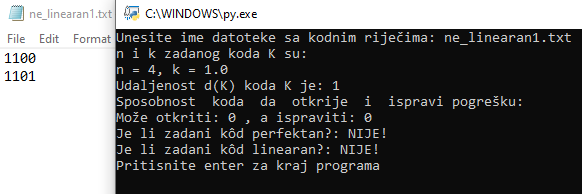 ne_linearan1.txt
File Edit Format
1100
1101
C:\WINDOWS\py.exe
Unesite ime datoteke sa kodnim riječima: ne_linearan1.txt
n i k zadanog koda K su:
n = 4, k = 1.0
Udaljenost d(K) koda K je: 1
Sposobnost  koda  da  otkrije  i  ispravi pogrešku:
Može otkriti: 0 , a ispraviti: 0
Je li zadani kôd perfektan?: NIJE!
Je li zadani kôd linearan?: NIJE!
Pritisnite enter za kraj programa